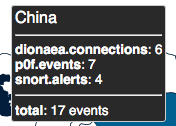 China
dionaea.connections: 6
p0f.events: 7
snort.alerts: 4
total: 17 events